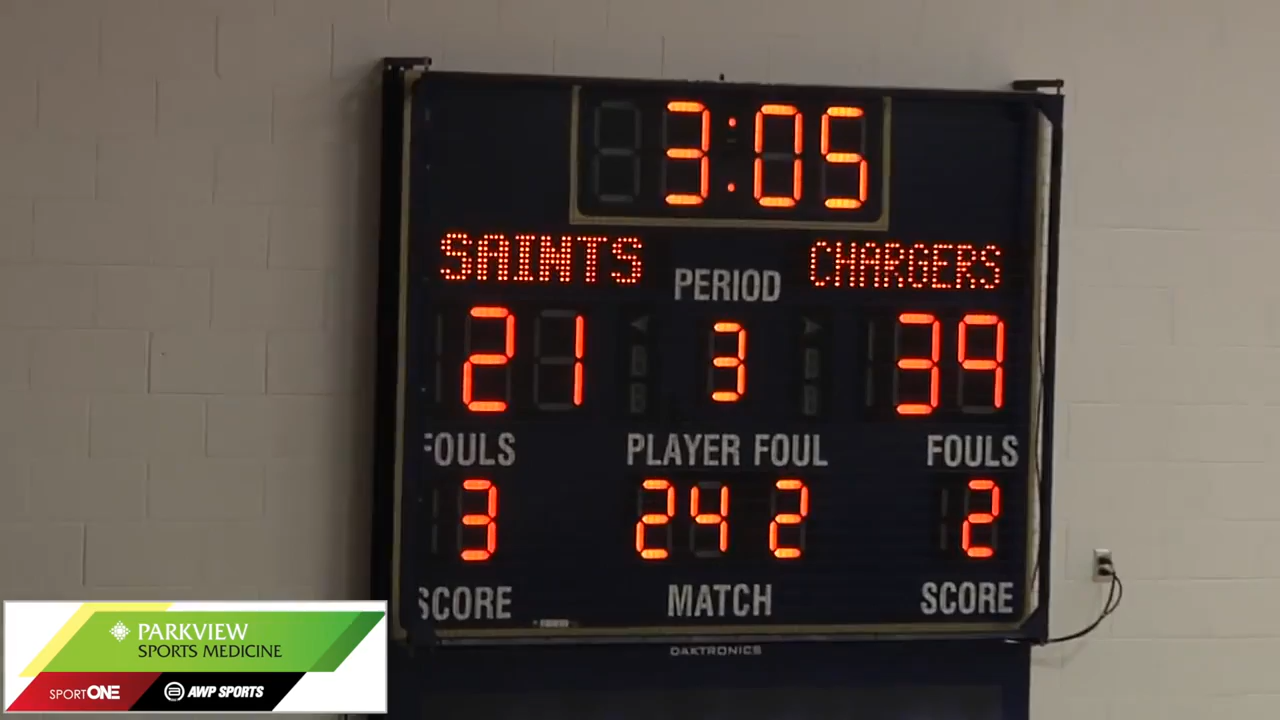 3:05
SAINTS
PERIOD
CHARGERS
21
3
39
FOULS
PLAYER FOUL
FOULS
3
24 2
2
SCORE
MATCH
SCORE
DAKTRONICS
PARKVIEW
SPORTS MEDICINE
SPORTONE
AWP SPORTS